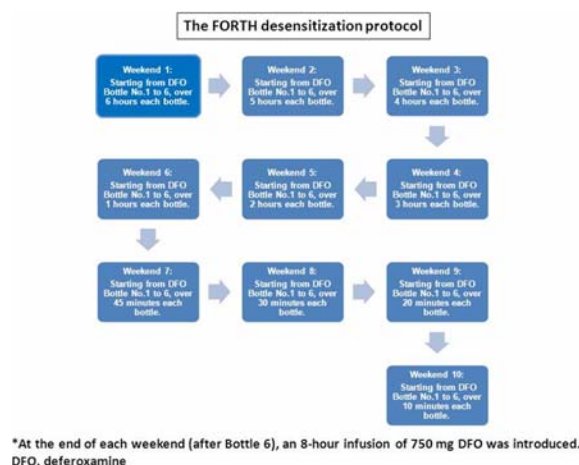 The FORTH desensitization protocol
Weekend 1:
Starting from DFO
Bottle No.1 to 6, over
6 hours each bottle.
Weekend 2:
Starting from DFO
Bottle No.1 to 6, over
5 hours each bottle.
Weekend 3:
Starting from DFO
Bottle No.1 to 6, over
4 hours each bottle.
Weekend 4:
Starting from DFO
Bottle No.1 to 6, over
3 hours each bottle.
Weekend 5:
Starting from DFO
Bottle No.1 to 6, over
2 hours each bottle.
Weekend 6:
Starting from DFO
Bottle No.1 to 6, over
1 hours each bottle.
Weekend 7:
Starting from DFO
Bottle No.1 to 6, over
45 minutes each
bottle.
Weekend 8:
Starting from DFO
Bottle No.1 to 6, over
30 minutes each
bottle.
Weekend 9:
Starting from DFO
Bottle No.1 to 6, over
20 minutes each
bottle.
Weekend 10:
Starting from DFO
Bottle No.1 to 6, over
10 minutes each
bottle.
*At the end of each weekend (after Bottle 6), an 8-hour infusion of 750 mg DFO was introduced.
DFO, deferoxamine